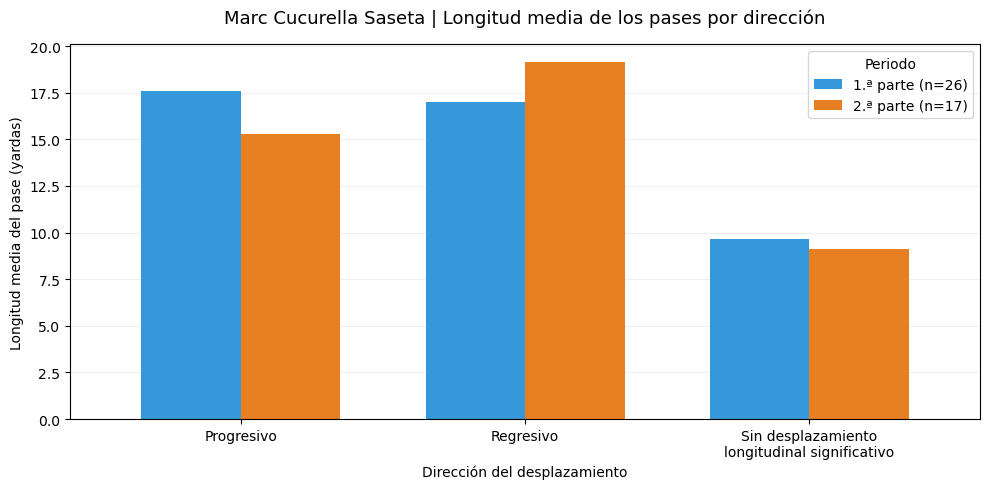 Marc Cucurella Saseta | Longitud media de los pases por dirección
Longitud media del pase (yardas)
20.0
17.5
15.0
12.5
10.0
7.5
5.0
2.5
0.0
Periodo
1.ª parte (n=26)
2.ª parte (n=17)
Progresivo
Regresivo
Sin desplazamiento
longitudinal significativo
Dirección del desplazamiento